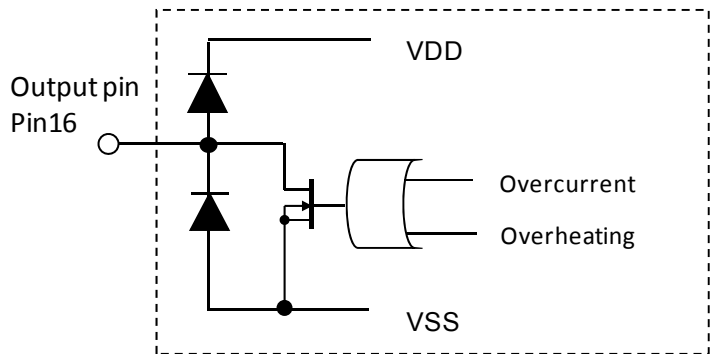 VDD
Output pin
Pin16
Overcurrent
Overheating
VSS